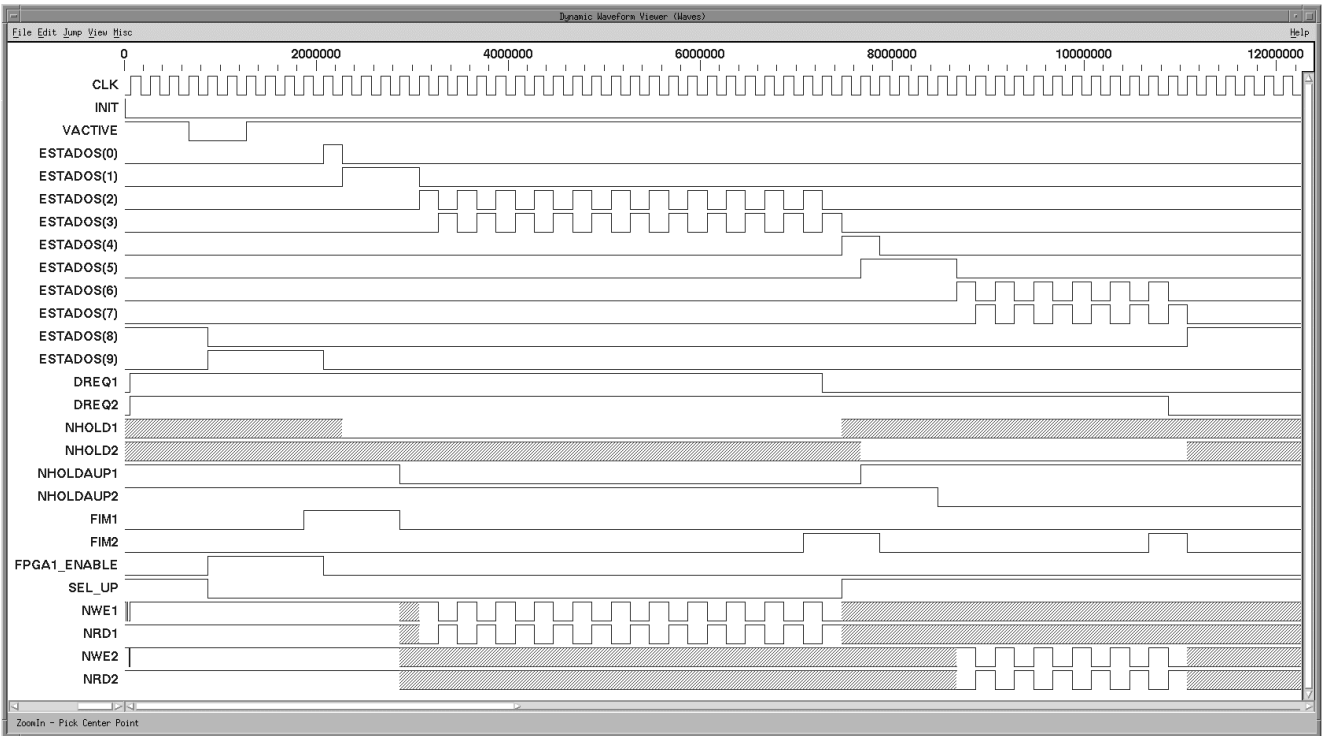 Dynamic Waveform Viewer (Waves)
File Edit Jump View Misc Help
0 2000000 4000000 6000000 8000000 10000000 12000000
CLK
INIT
VACTIVE
ESTADOS(0)
ESTADOS(1)
ESTADOS(2)
ESTADOS(3)
ESTADOS(4)
ESTADOS(5)
ESTADOS(6)
ESTADOS(7)
ESTADOS(8)
ESTADOS(9)
DREQ1
DREQ2
NHOLD1
NHOLD2
NHOLDAUP1
NHOLDAUP2
FIM1
FIM2
FPGA1_ENABLE
SEL_UP
NWE1
NRD1
NWE2
NRD2
ZoomIn - Pick Center Point